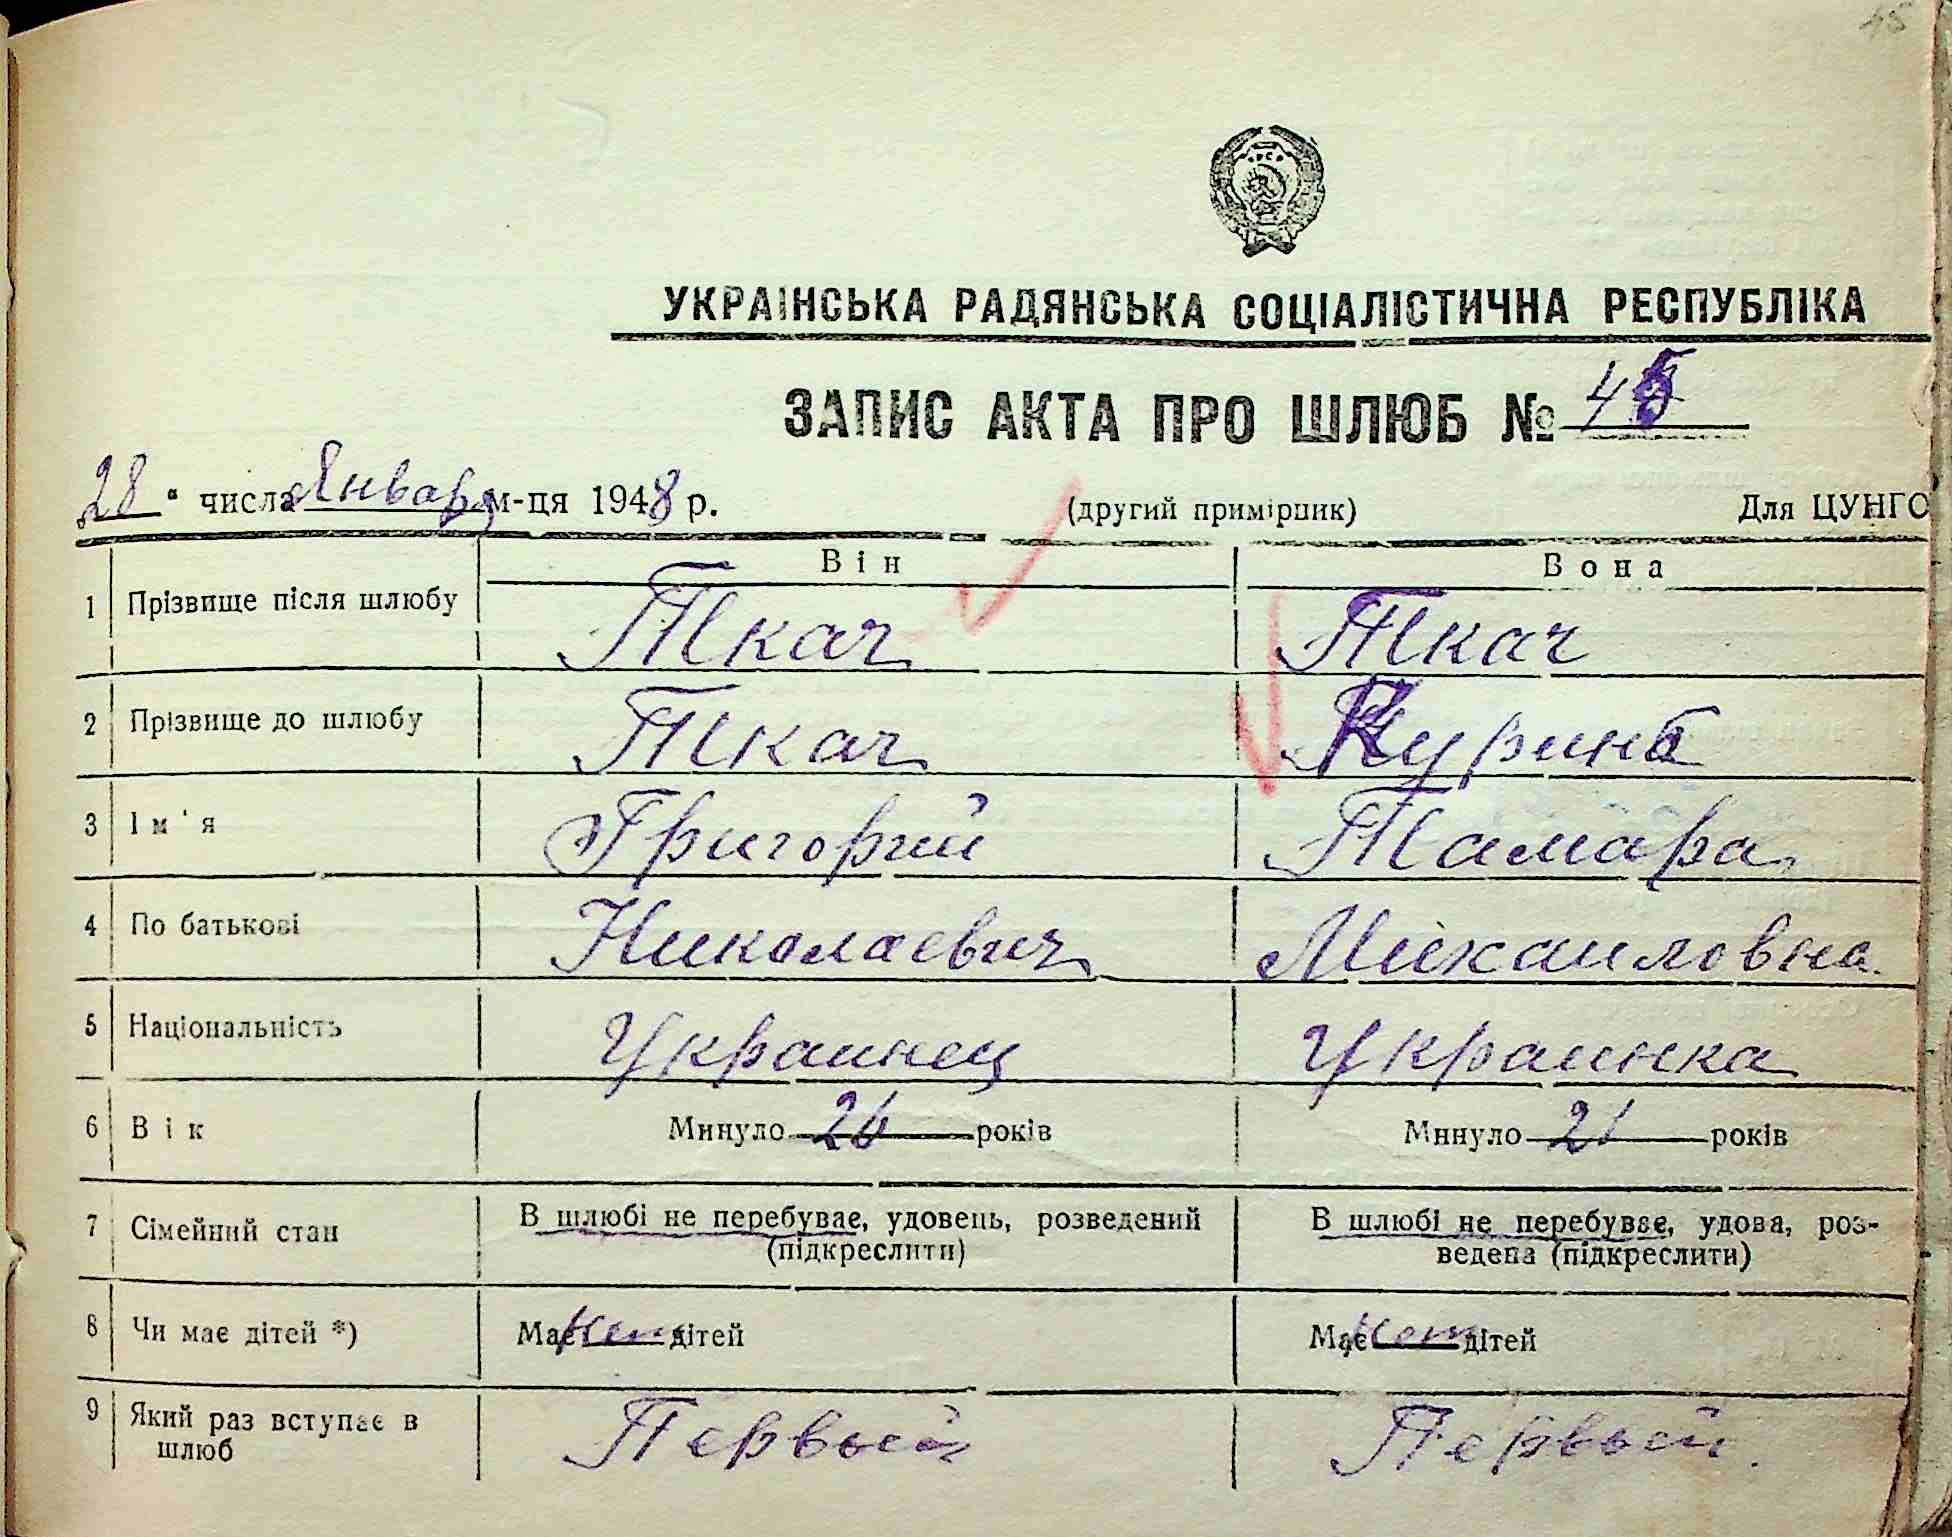 45
УКРАЇНСЬКА РАДЯНСЬКА СОЦІАЛІСТИЧНА РЕСПУБЛІКА
ЗАПИС АКТА ПРО ШЛЮБ № 45
28 " числа Января м-ця 1948 р. (другий примірник) Для ЦУНГО
Він Вона
1 Прізвище після шлюбу Ткач Ткач
2 Прізвище до шлюбу Ткач
3 Ім'я Григорий Тамара
4 По батькові Николаевич Михайловна
5 Національність Украинец Украинка
6 Вік Минуло 26 років Минуло 21 років
7 Сімейний стан В шлюбі не перебуває, удовець, розведений (підкреслити) В шлюбі не перебуває, удова, роз-
ведена (підкреслити)
8 Чи має дітей *) Має нет дітей Має нет дітей
9 Який раз вступає в шлюб Первый Первый